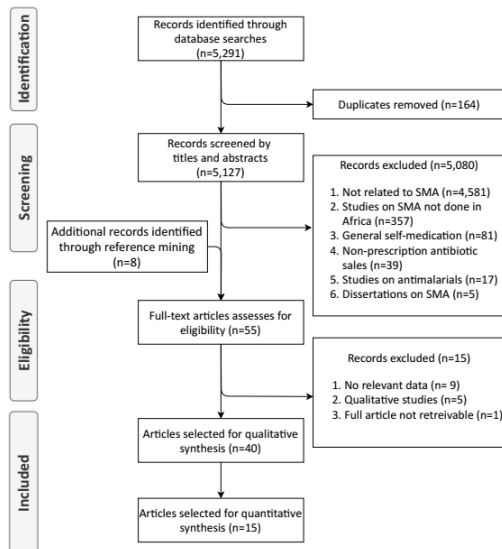 Identification
Records identified through
database searches
(n=5,291)
Duplicates removed (n=164)
Screening
Records screened by
titles and abstracts
(n=5,127)
Records excluded (n=5,080)
1. Not related to SMA (n=4,581)
2. Studies on SMA not done in
Africa (n=357)
3. General self-medication (n=81)
4. Non-prescription antibiotic
sales (n=39)
5. Studies on antimalarials (n=17)
6. Dissertations on SMA (n=5)
Additional records identified
through reference mining
(n=8)
Eligibility
Full-text articles assesses for
eligibility (n=55)
Records excluded (n=15)
1. No relevant data (n= 9)
2. Qualitative studies (n=5)
3. Full article not retreivable (n=1)
Included
Articles selected for qualitative
synthesis (n=40)
Articles selected for quantitative
synthesis (n=15)